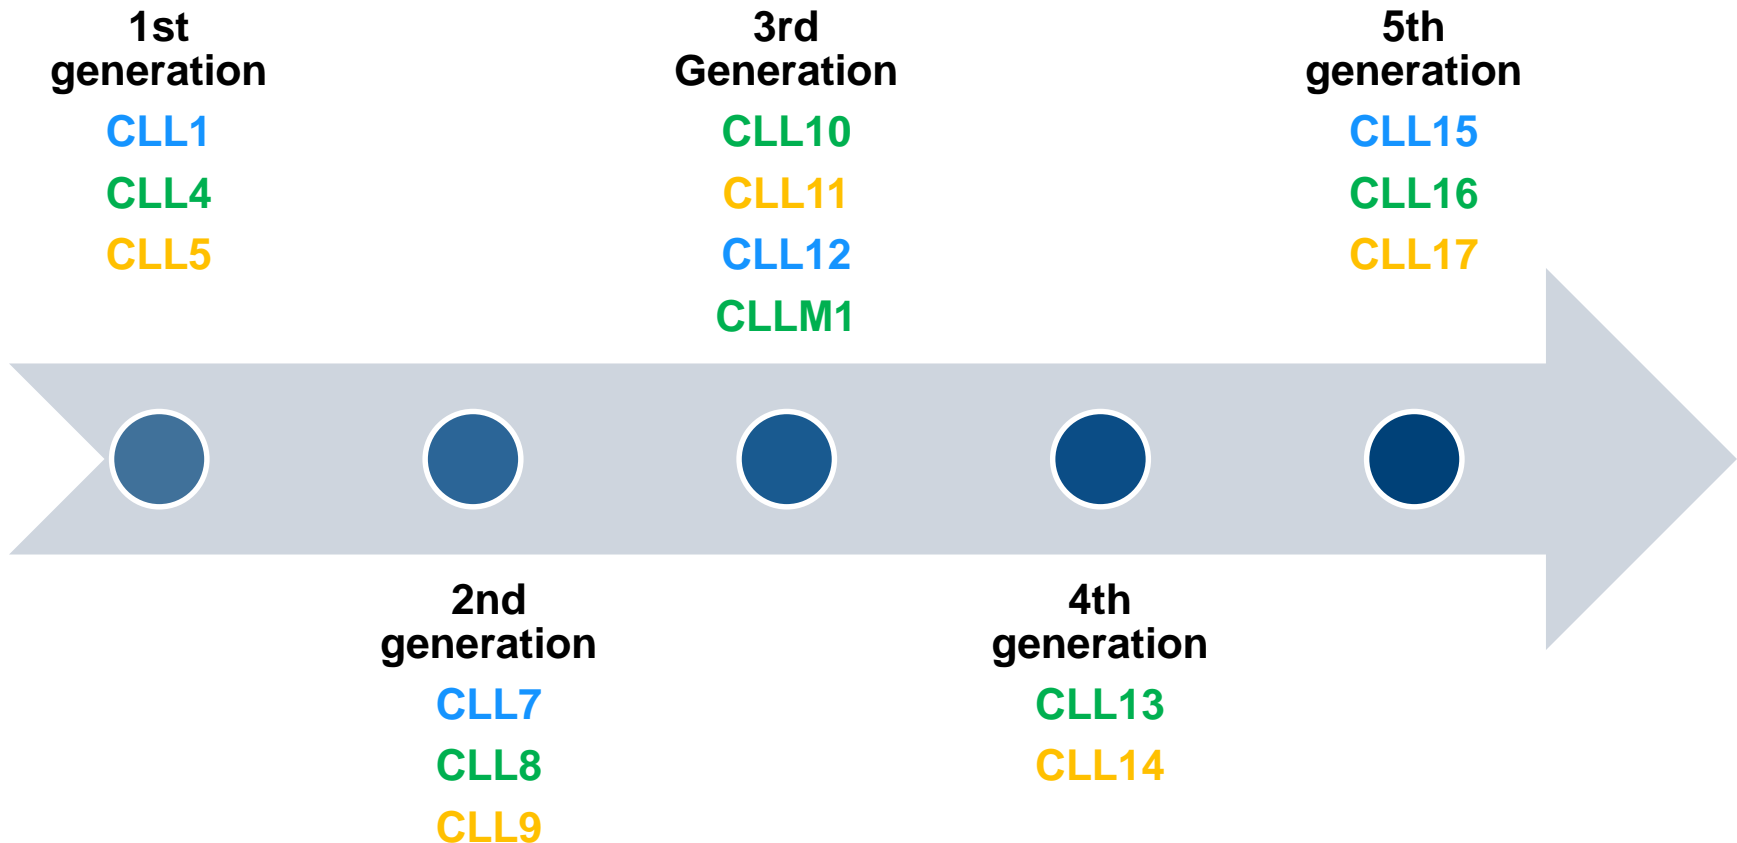 1st
generation
CLL1
CLL4
CLL5
2nd
generation
CLL7
CLL8
CLL9
3rd
Generation
CLL10
CLL11
CLL12
CLLM1
4th
generation
CLL13
CLL14
5th
generation
CLL15
CLL16
CLL17